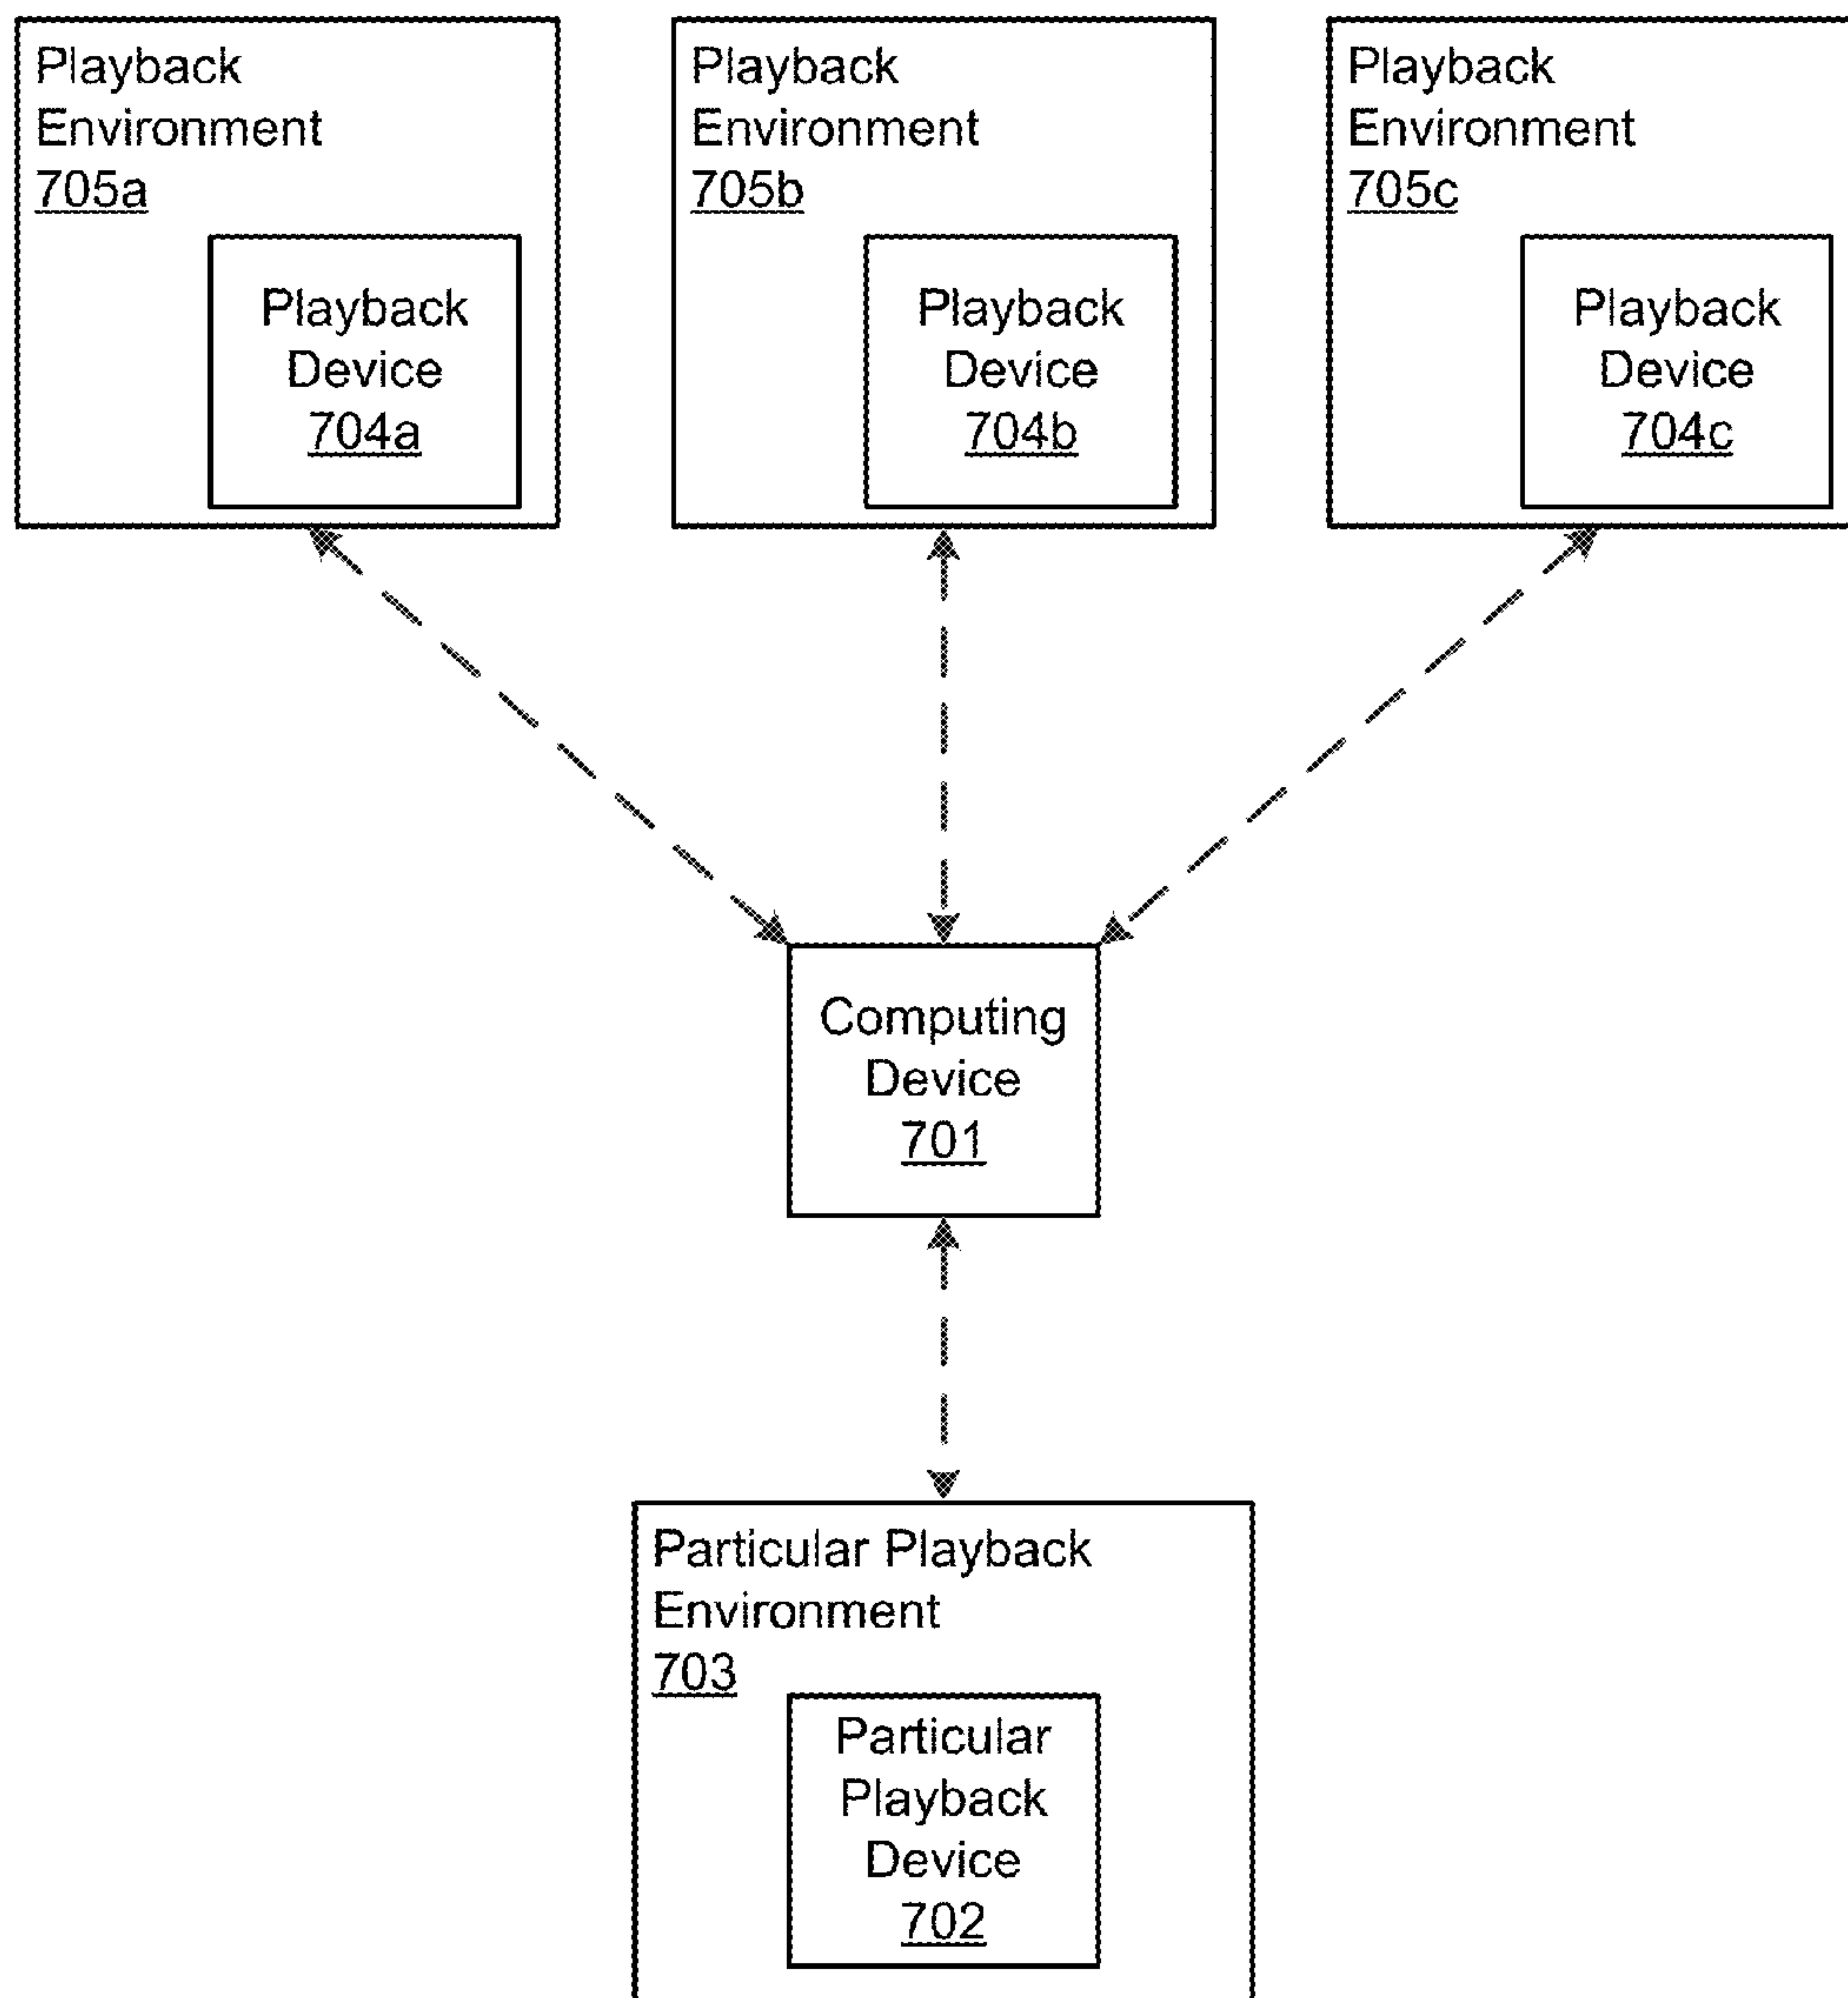 Playback
Environment
705a
Playback
Device
704a
Playback
Environment
705b
Playback
Device
704b
Playback
Environment
705c
Playback
Device
704c
Computing
Device
701
Particular Playback
Environment
703
Particular
Playback
Device
702